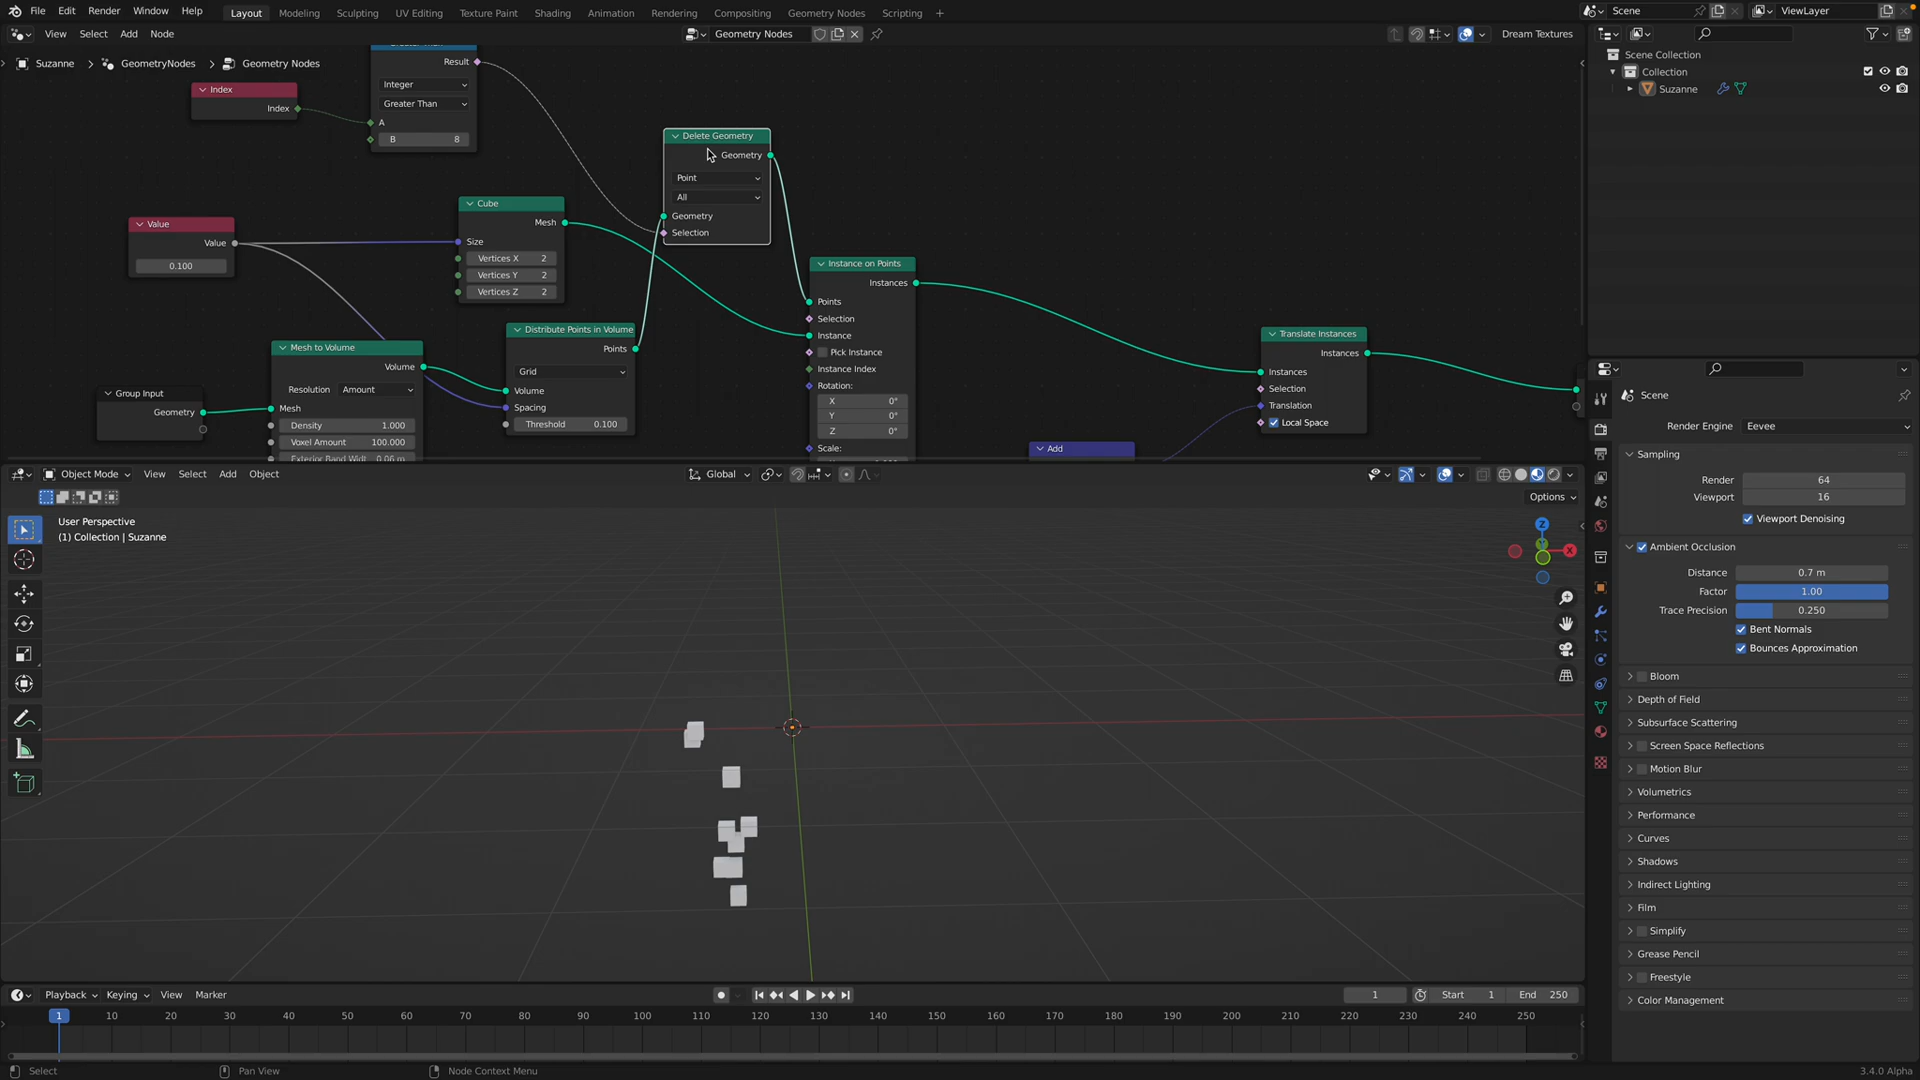 File Edit Render Window Help Layout Modeling Sculpting UV Editing Texture Paint Shading Animation Rendering Compositing Geometry Nodes Scripting + Scene ViewLayer
View Select Add Node Geometry Nodes Dream Textures
Suzanne > GeometryNodes > Geometry Nodes
Result
Integer
Greater Than
A
B 8
Index
Index
Delete Geometry
Geometry
Point
All
Geometry
Selection
Value
Value
0.100
Cube
Mesh
Size
Vertices X 2
Vertices Y 2
Vertices Z 2
Instance on Points
Instances
Points
Selection
Instance
Pick Instance
Instance Index
Rotation:
X 0°
Y 0°
Z 0°
Scale:
Distribute Points in Volume
Points
Grid
Volume
Spacing
Threshold 0.100
Mesh to Volume
Volume
Resolution Amount
Mesh
Density 1.000
Voxel Amount 100.000
Exterior Band Widt 0.06 m
Group Input
Geometry
Translate Instances
Instances
Instances
Selection
Translation
Local Space
Add
Object Mode View Select Add Object Global
Options
User Perspective
(1) Collection | Suzanne
Z
X
Playback Keying View Marker 1 Start 1 End 250
1 10 20 30 40 50 60 70 80 90 100 110 120 130 140 150 160 170 180 190 200 210 220 230 240 250
Select Pan View Node Context Menu 3.4.0 Alpha
Scene Collection
Collection
Suzanne
Scene
Render Engine Eevee
Sampling
Render 64
Viewport 16
Viewport Denoising
Ambient Occlusion
Distance 0.7 m
Factor 1.00
Trace Precision 0.250
Bent Normals
Bounces Approximation
Bloom
Depth of Field
Subsurface Scattering
Screen Space Reflections
Motion Blur
Volumetrics
Performance
Curves
Shadows
Indirect Lighting
Film
Simplify
Grease Pencil
Freestyle
Color Management